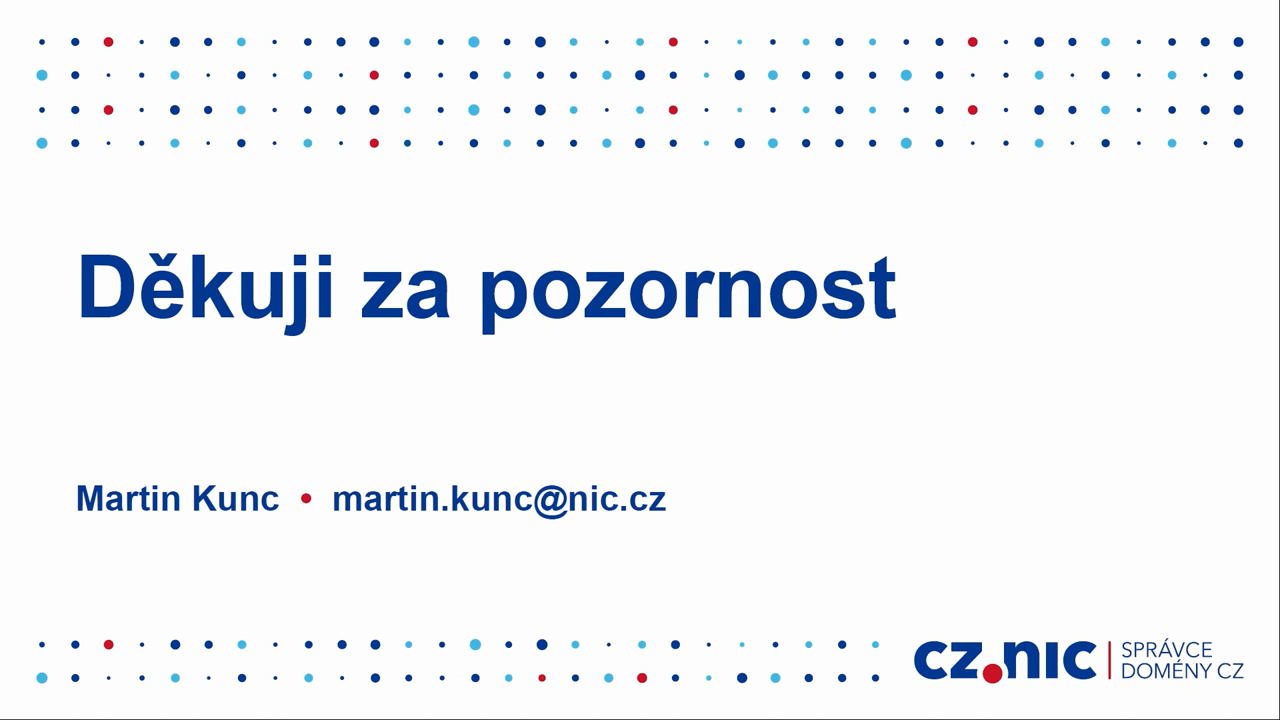 Děkuji za pozornost
Martin Kunc • martin.kunc@nic.cz
CZ.NIC | SPRÁVCE
DOMÉNY CZ